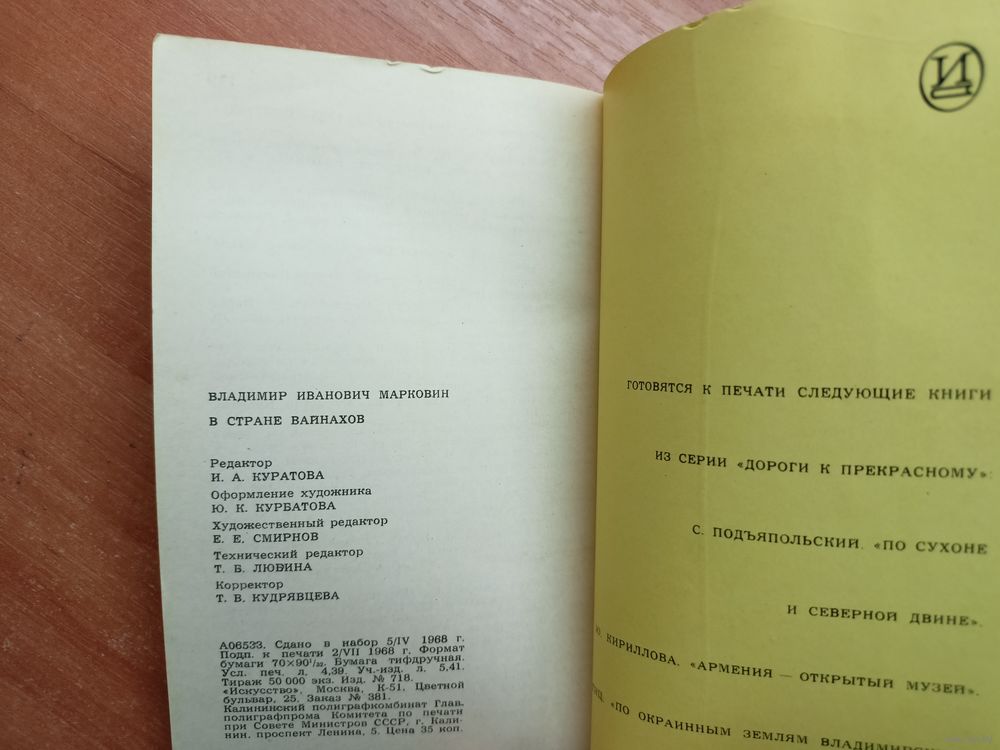 ВЛАДИМИР ИВАНОВИЧ МАРКОВИН
В СТРАНЕ ВАЙНАХОВ
Редактор
И. А. КУРАТОВА
Оформление художника
Ю. К. КУРБАТОВА
Художественный редактор
Е. Е. СМИРНОВ
Технический редактор
Т. Б. ЛЮБИНА
Корректор
Т. В. КУДРЯВЦЕВА
А06533. Сдано в набор 5/IV 1968 г.
Подп. к печати 2/VII 1968 г. Формат
бумаги 70×90¹/₃₂. Бумага тифдручная.
Усл. печ. л. 4,39. Уч.-изд. л. 5,41.
Тираж 50 000 экз. Изд. № 718.
«Искусство», Москва, К-51, Цветной
бульвар, 25. Заказ № 381.
Калининский полиграфкомбинат Глав-
полиграфпрома Комитета по печати
при Совете Министров СССР, г. Кали-
нин, проспект Ленина, 5. Цена 35 коп.
И
ГОТОВЯТСЯ К ПЕЧАТИ СЛЕДУЮЩИЕ КНИГИ
ИЗ СЕРИИ «ДОРОГИ К ПРЕКРАСНОМУ»:
С. ПОДЪЯПОЛЬСКИЙ. «ПО СУХОНЕ
И СЕВЕРНОЙ ДВИНЕ».
Ю. КИРИЛЛОВА. «АРМЕНИЯ — ОТКРЫТЫЙ МУЗЕЙ».
«ПО ОКРАИННЫМ ЗЕМЛЯМ